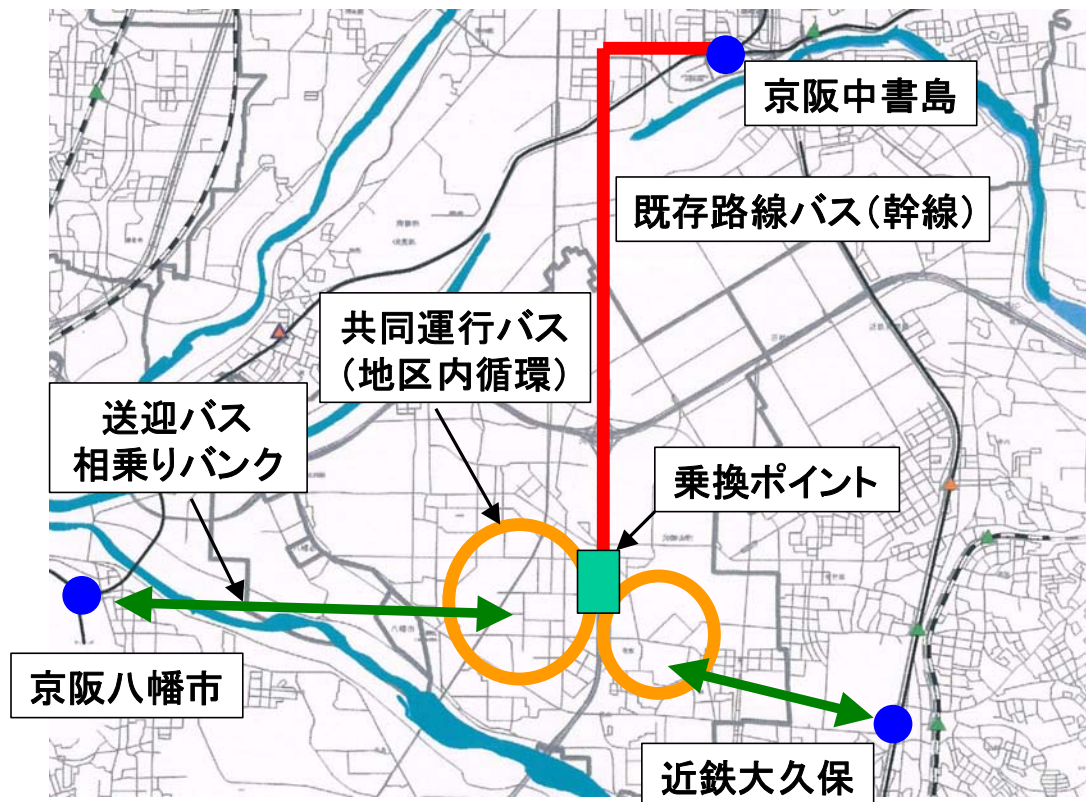 京阪中書島
既存路線バス（幹線）
共同運行バス
（地区内循環）
送迎バス
相乗りバンク
乗換ポイント
京阪八幡市
近鉄大久保